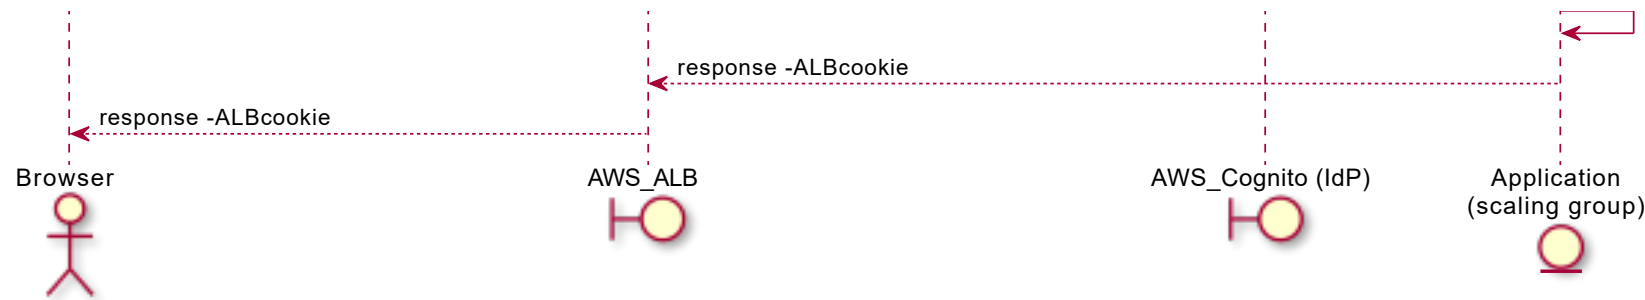 response -ALBcookie
response -ALBcookie
Browser
AWS_ALB
AWS_Cognito (IdP)
Application
(scaling group)